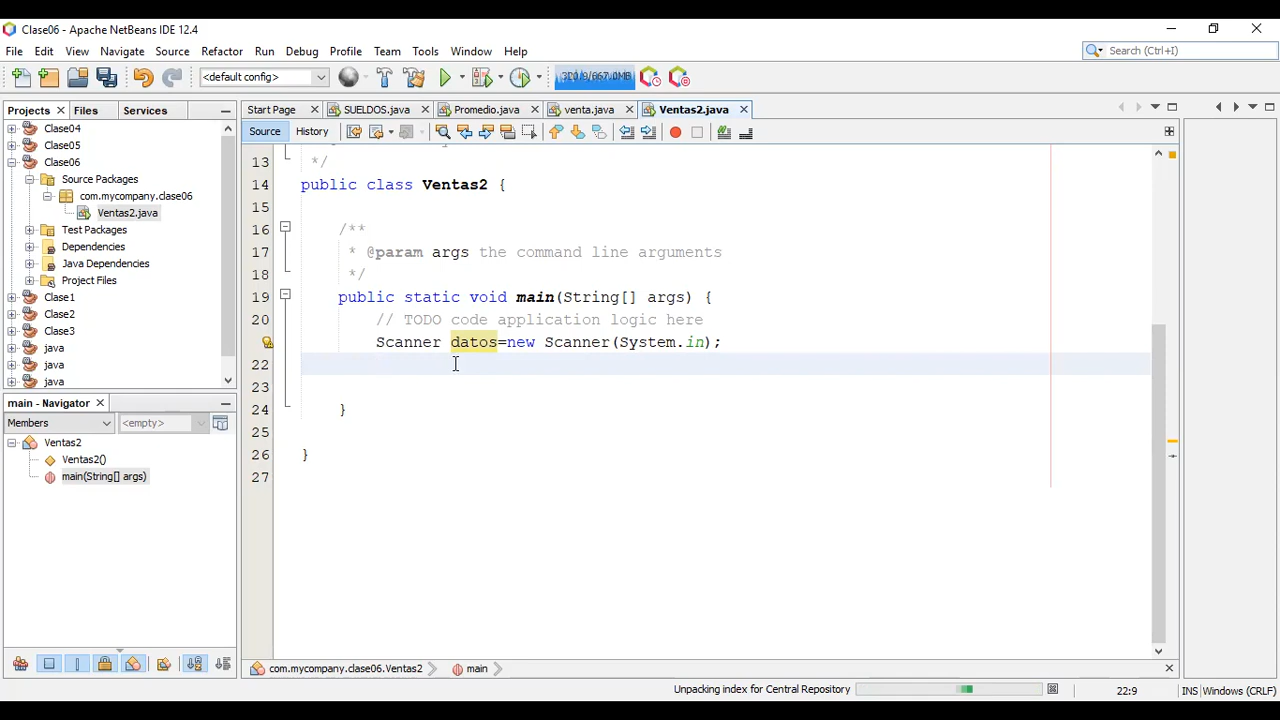 Clase06 - Apache NetBeans IDE 12.4
File Edit View Navigate Source Refactor Run Debug Profile Team Tools Window Help
Search (Ctrl+I)
<default config>
Projects Files Services
Start Page SUELDOS.java Promedio.java venta.java Ventas2.java
Source History
Clase04
Clase05
Clase06
Source Packages
com.mycompany.clase06
Ventas2.java
Test Packages
Dependencies
Java Dependencies
Project Files
Clase1
Clase2
Clase3
java
java
java
13 */
14 public class Ventas2 {
15
16 /**
17 * @param args the command line arguments
18 */
19 public static void main(String[] args) {
20 // TODO code application logic here
Scanner datos=new Scanner(System.in);
22
23
24 }
25
26 }
27
main - Navigator
Members <empty>
Ventas2
Ventas2()
main(String[] args)
com.mycompany.clase06.Ventas2 main
Unpacking index for Central Repository
22:9 INS Windows (CRLF)